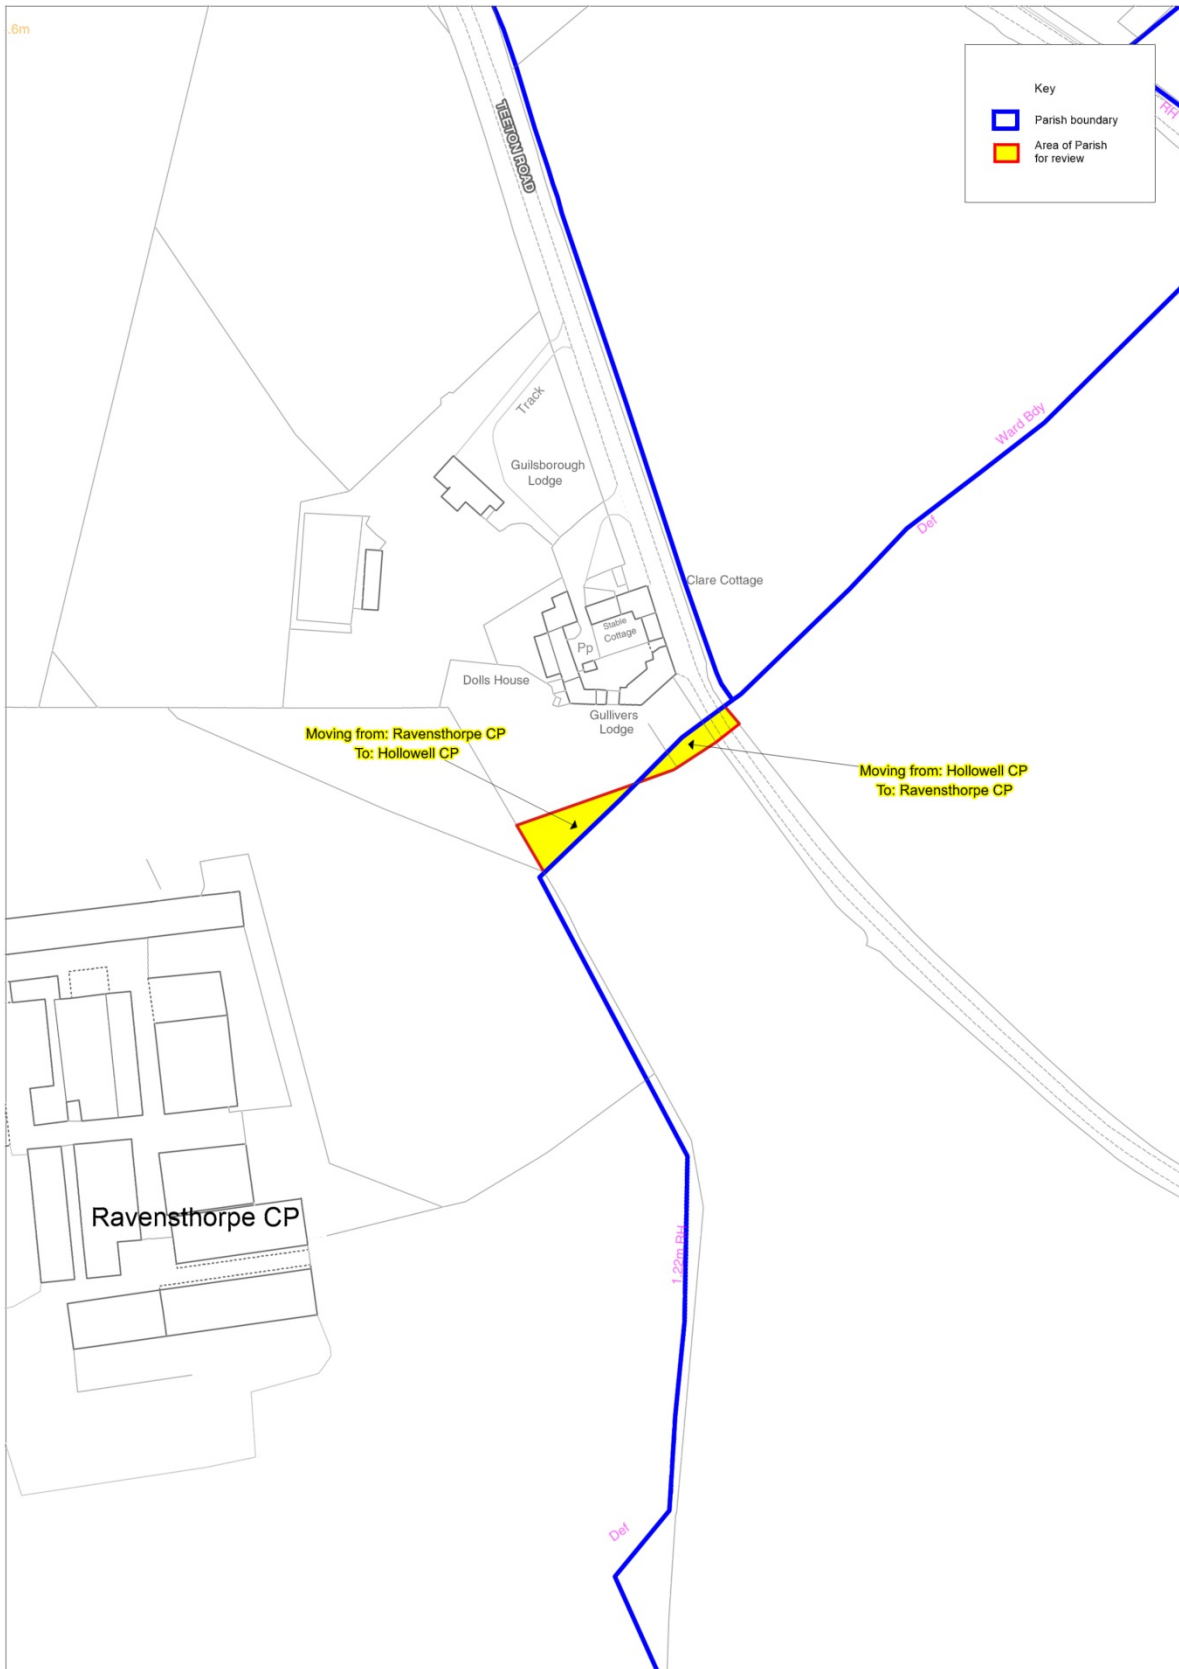 .6m
Key
Parish boundary
Area of Parish
for review
RH
TEETON ROAD
Track
Ward Bdy
Guilsborough
Lodge
Def
Clare Cottage
Stable
Cottage
Pp
Dolls House
Gullivers
Lodge
Moving from: Ravensthorpe CP
To: Hollowell CP
Moving from: Hollowell CP
To: Ravensthorpe CP
Ravensthorpe CP
1.22m RH
Def